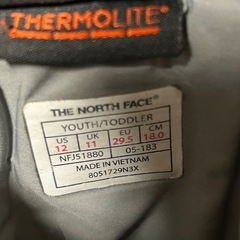 THERMOLITE
THE NORTH FACE
YOUTH/TODDLER
US UK EU CM
12 11 29.5 18.0
NFJ51880 05-183
MADE IN VIETNAM
8051729N3X